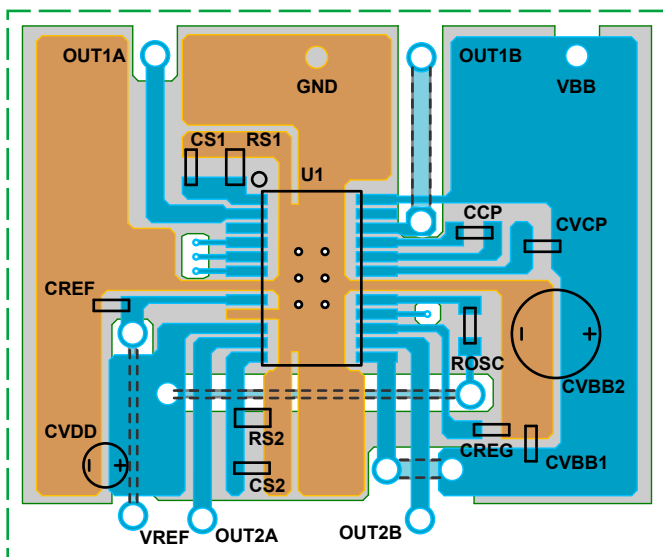 OUT1A
OUT1B
GND
VBB
CS1 RS1
U1
CCP
CVCP
CREF
ROSC
CVBB2
RS2
CVDD
CREG
CVBB1
CS2
VREF
OUT2A
OUT2B